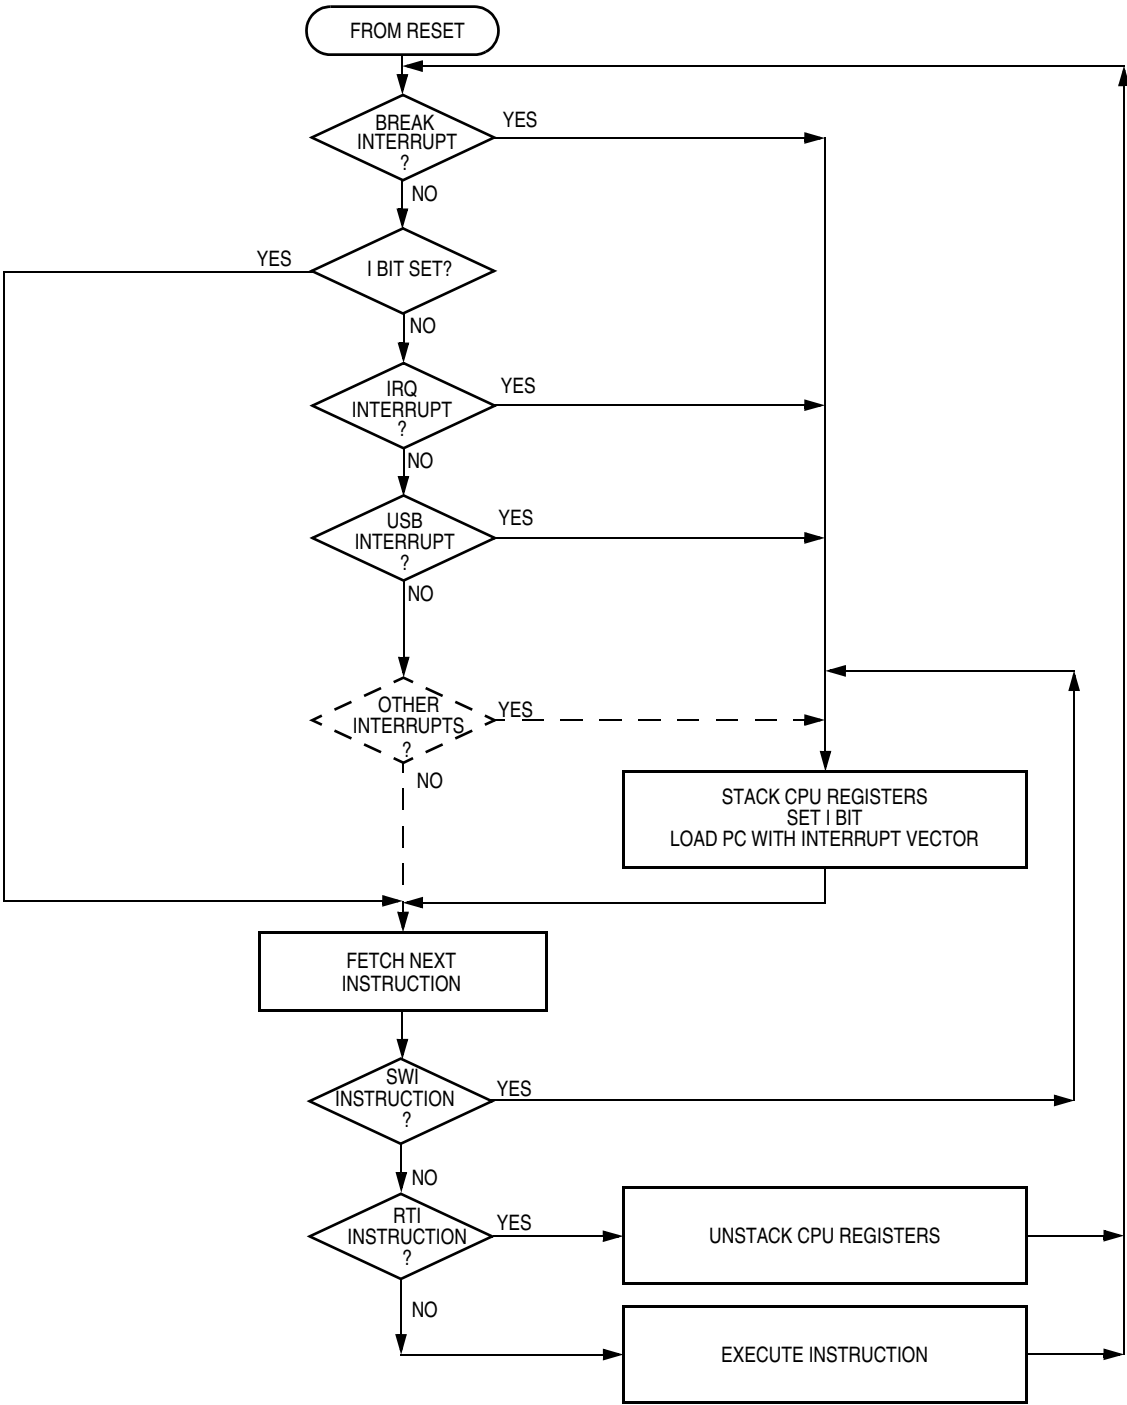 FROM RESET
BREAK
INTERRUPT
?
YES
NO
YES
I BIT SET?
NO
IRQ
INTERRUPT
?
YES
NO
USB
INTERRUPT
?
YES
NO
OTHER
INTERRUPTS
?
YES
NO
STACK CPU REGISTERS
SET I BIT
LOAD PC WITH INTERRUPT VECTOR
FETCH NEXT
INSTRUCTION
SWI
INSTRUCTION
?
YES
NO
RTI
INSTRUCTION
?
YES
UNSTACK CPU REGISTERS
NO
EXECUTE INSTRUCTION